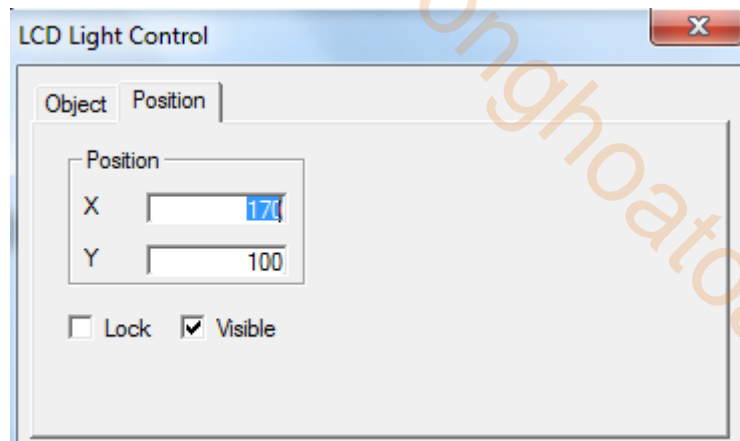 LCD Light Control
Object Position
Position
X 170
Y 100
Lock Visible